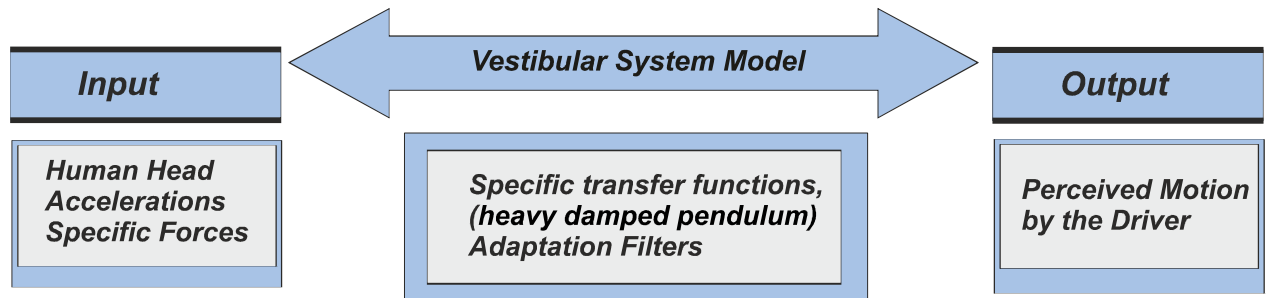 Vestibular System Model
Input
Output
Human Head
Accelerations
Specific Forces
Specific transfer functions,
(heavy damped pendulum)
Adaptation Filters
Perceived Motion
by the Driver